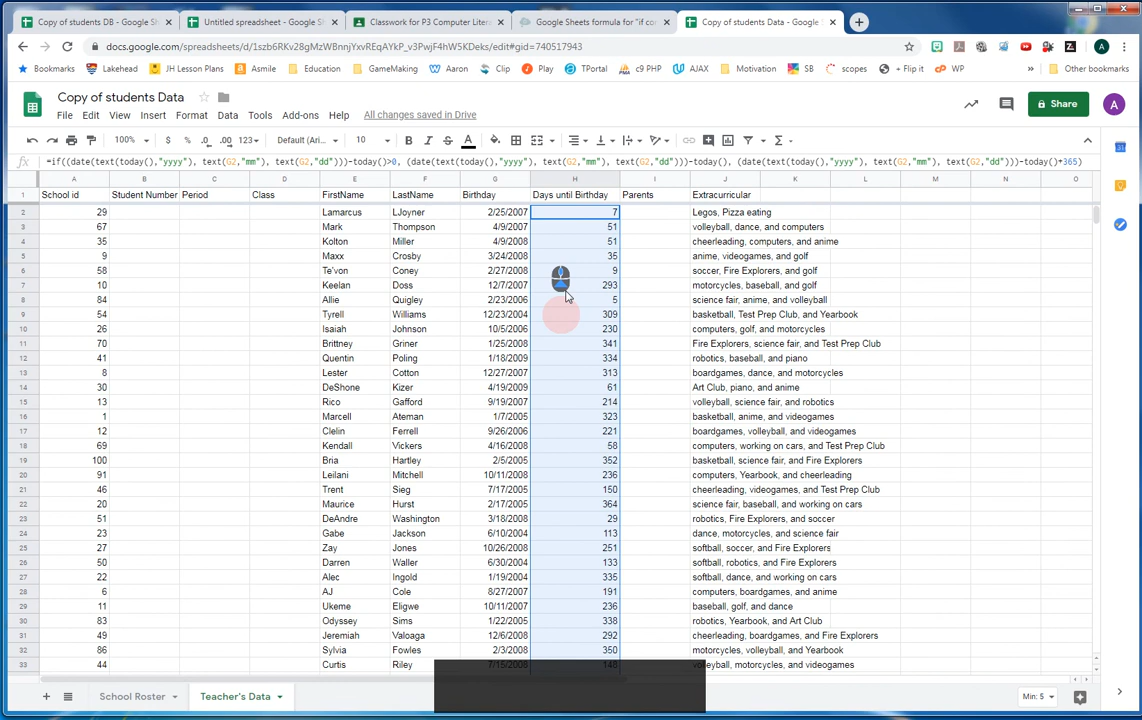 Copy of students DB - Google Sh
Untitled spreadsheet - Google Sh
Classwork for P3 Computer Liter
Google Sheets formula for "if co
Copy of students Data - Google
docs.google.com/spreadsheets/d/1szb6RKv28gMzWBnnjYxvREQAYkP_v3PwjF4hW5KDeks/edit#gid=740517943
Bookmarks Lakehead JH Lesson Plans Asmile Education GameMaking Aaron Clip Play TPortal c9 PHP AJAX Motivation SB scopes + Flip it WP » Other bookmarks
Copy of students Data
File Edit View Insert Format Data Tools Add-ons Help All changes saved in Drive
Share
A
100% $ % .0 .00 123 Default (Ari... 10 B I S A
fx =if((date(text(today(),"yyyy"), text(G2,"mm"), text(G2,"dd")))-today()>0, (date(text(today(),"yyyy"), text(G2,"mm"), text(G2,"dd")))-today(), (date(text(today(),"yyyy"), text(G2,"mm"), text(G2,"dd")))-today()+365)
A B C D E F G H I J K L M N O
1 School id Student Number Period Class FirstName LastName Birthday Days until Birthday Parents Extracurricular
2 29 Lamarcus LJoyner 2/25/2007 7 Legos, Pizza eating
3 67 Mark Thompson 4/9/2007 51 volleyball, dance, and computers
4 35 Kolton Miller 4/9/2008 51 cheerleading, computers, and anime
5 9 Maxx Crosby 3/24/2008 35 anime, videogames, and golf
6 58 Te'von Coney 2/27/2008 9 soccer, Fire Explorers, and golf
7 10 Keelan Doss 12/7/2007 293 motorcycles, baseball, and golf
8 84 Allie Quigley 2/23/2006 5 science fair, anime, and volleyball
9 54 Tyrell Williams 12/23/2004 309 basketball, Test Prep Club, and Yearbook
10 26 Isaiah Johnson 10/5/2006 230 computers, golf, and motorcycles
11 70 Brittney Griner 1/25/2008 341 Fire Explorers, science fair, and Test Prep Club
12 41 Quentin Poling 1/18/2009 334 robotics, baseball, and piano
13 8 Lester Cotton 12/27/2007 313 boardgames, dance, and motorcycles
14 30 DeShone Kizer 4/19/2009 61 Art Club, piano, and anime
15 13 Rico Gafford 9/19/2007 214 volleyball, science fair, and robotics
16 1 Marcell Ateman 1/7/2005 323 basketball, anime, and videogames
17 12 Clelin Ferrell 9/26/2006 221 boardgames, volleyball, and videogames
18 69 Kendall Vickers 4/16/2008 58 computers, working on cars, and Test Prep Club
19 100 Bria Hartley 2/5/2005 352 basketball, science fair, and Fire Explorers
20 91 Leilani Mitchell 10/11/2008 236 computers, Yearbook, and cheerleading
21 46 Trent Sieg 7/17/2005 150 cheerleading, videogames, and Test Prep Club
22 20 Maurice Hurst 2/17/2005 364 science fair, baseball, and working on cars
23 51 DeAndre Washington 3/18/2008 29 robotics, Fire Explorers, and soccer
24 23 Gabe Jackson 6/10/2004 113 dance, motorcycles, and science fair
25 27 Zay Jones 10/26/2008 251 softball, soccer, and Fire Explorers
26 50 Darren Waller 6/30/2004 133 softball, robotics, and Fire Explorers
27 22 Alec Ingold 1/19/2004 335 softball, dance, and working on cars
28 6 AJ Cole 8/27/2007 191 computers, boardgames, and anime
29 11 Ukeme Eligwe 10/11/2007 236 baseball, golf, and dance
30 83 Odyssey Sims 1/22/2005 338 robotics, Yearbook, and Art Club
31 49 Jeremiah Valoaga 12/6/2008 292 cheerleading, boardgames, and Fire Explorers
32 86 Sylvia Fowles 2/3/2008 350 motorcycles, volleyball, and Yearbook
33 44 Curtis Riley 7/15/2008 148 volleyball, motorcycles, and videogames
School Roster Teacher's Data Min: 5